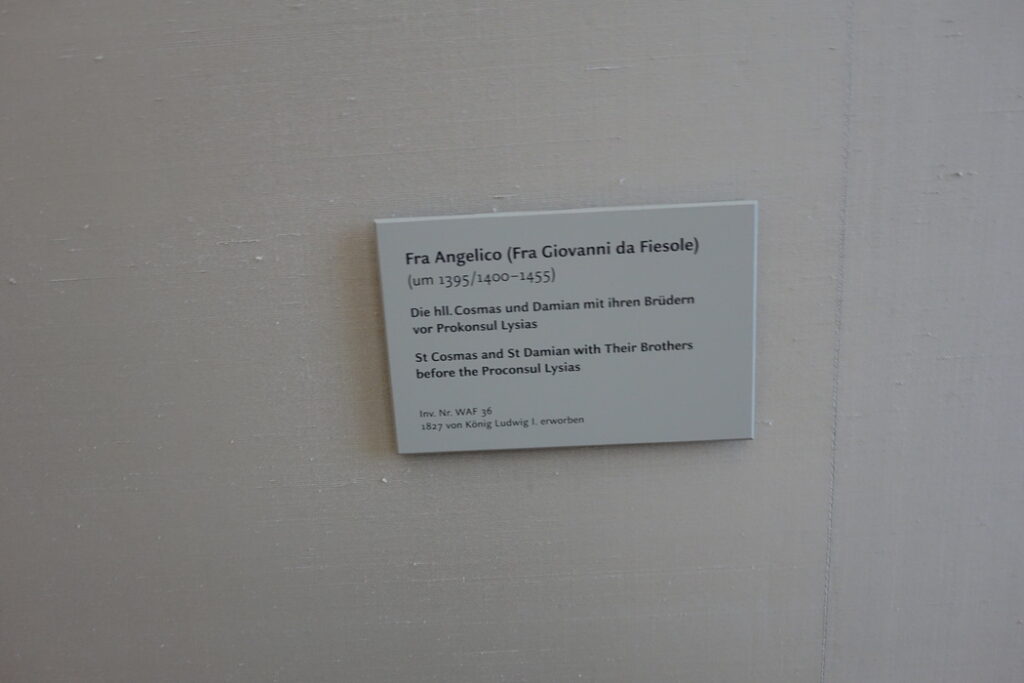 Fra Angelico (Fra Giovanni da Fiesole)
(um 1395/1400–1455)
Die hll. Cosmas und Damian mit ihren Brüdern
vor Prokonsul Lysias
St Cosmas and St Damian with Their Brothers
before the Proconsul Lysias
Inv. Nr. WAF 36
1827 von König Ludwig I. erworben